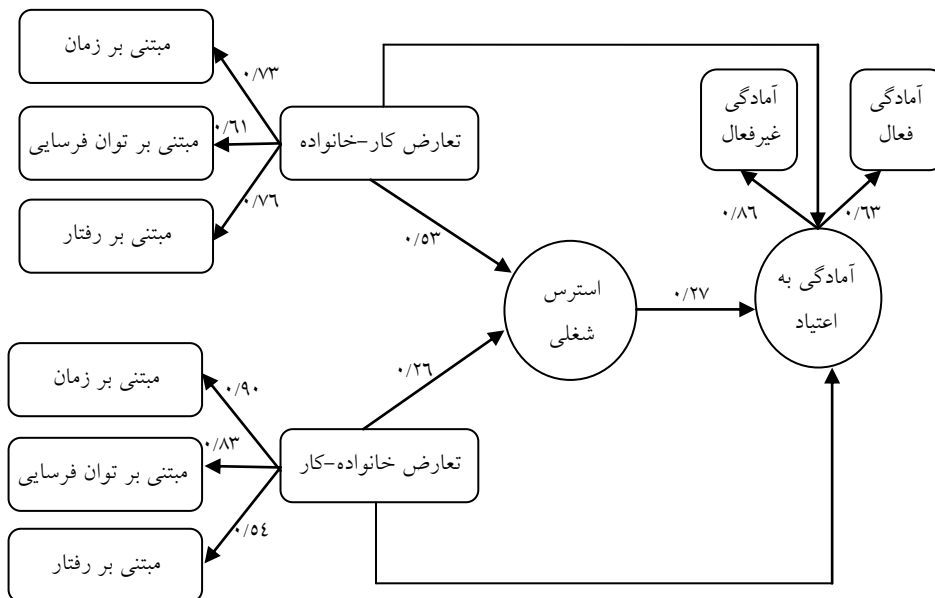 مبتنی بر زمان
۰/۷۳
مبتنی بر توان فرسایی
۰/۶۱
مبتنی بر رفتار
۰/۷۶
تعارض کار-خانواده
۰/۵۳
آمادگی
فعال
آمادگی
غیرفعال
۰/۶۳
۰/۸۶
آمادگی به
اعتیاد
استرس
شغلی
۰/۲۷
۰/۲۶
مبتنی بر زمان
۰/۹۰
مبتنی بر توان فرسایی
۰/۸۳
مبتنی بر رفتار
۰/۵۴
تعارض خانواده-کار